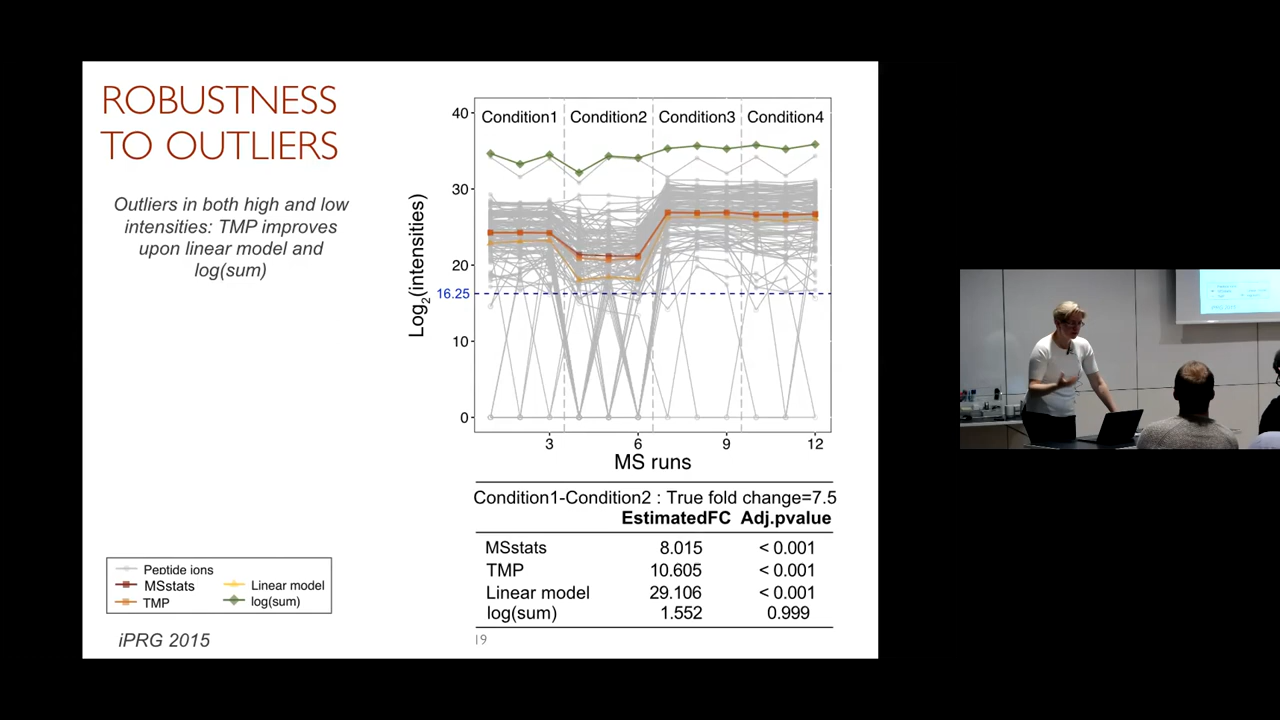 ROBUSTNESS
TO OUTLIERS
Outliers in both high and low
intensities: TMP improves
upon linear model and
log(sum)
Condition1 Condition2 Condition3 Condition4
40
30
20
16.25
10
0
Log2(intensities)
3 6 9 12
MS runs
Condition1-Condition2 : True fold change=7.5
EstimatedFC Adj.pvalue
MSstats 8.015 < 0.001
TMP 10.605 < 0.001
Linear model 29.106 < 0.001
log(sum) 1.552 0.999
Peptide ions
MSstats Linear model
TMP log(sum)
iPRG 2015
19
iPRG 2015